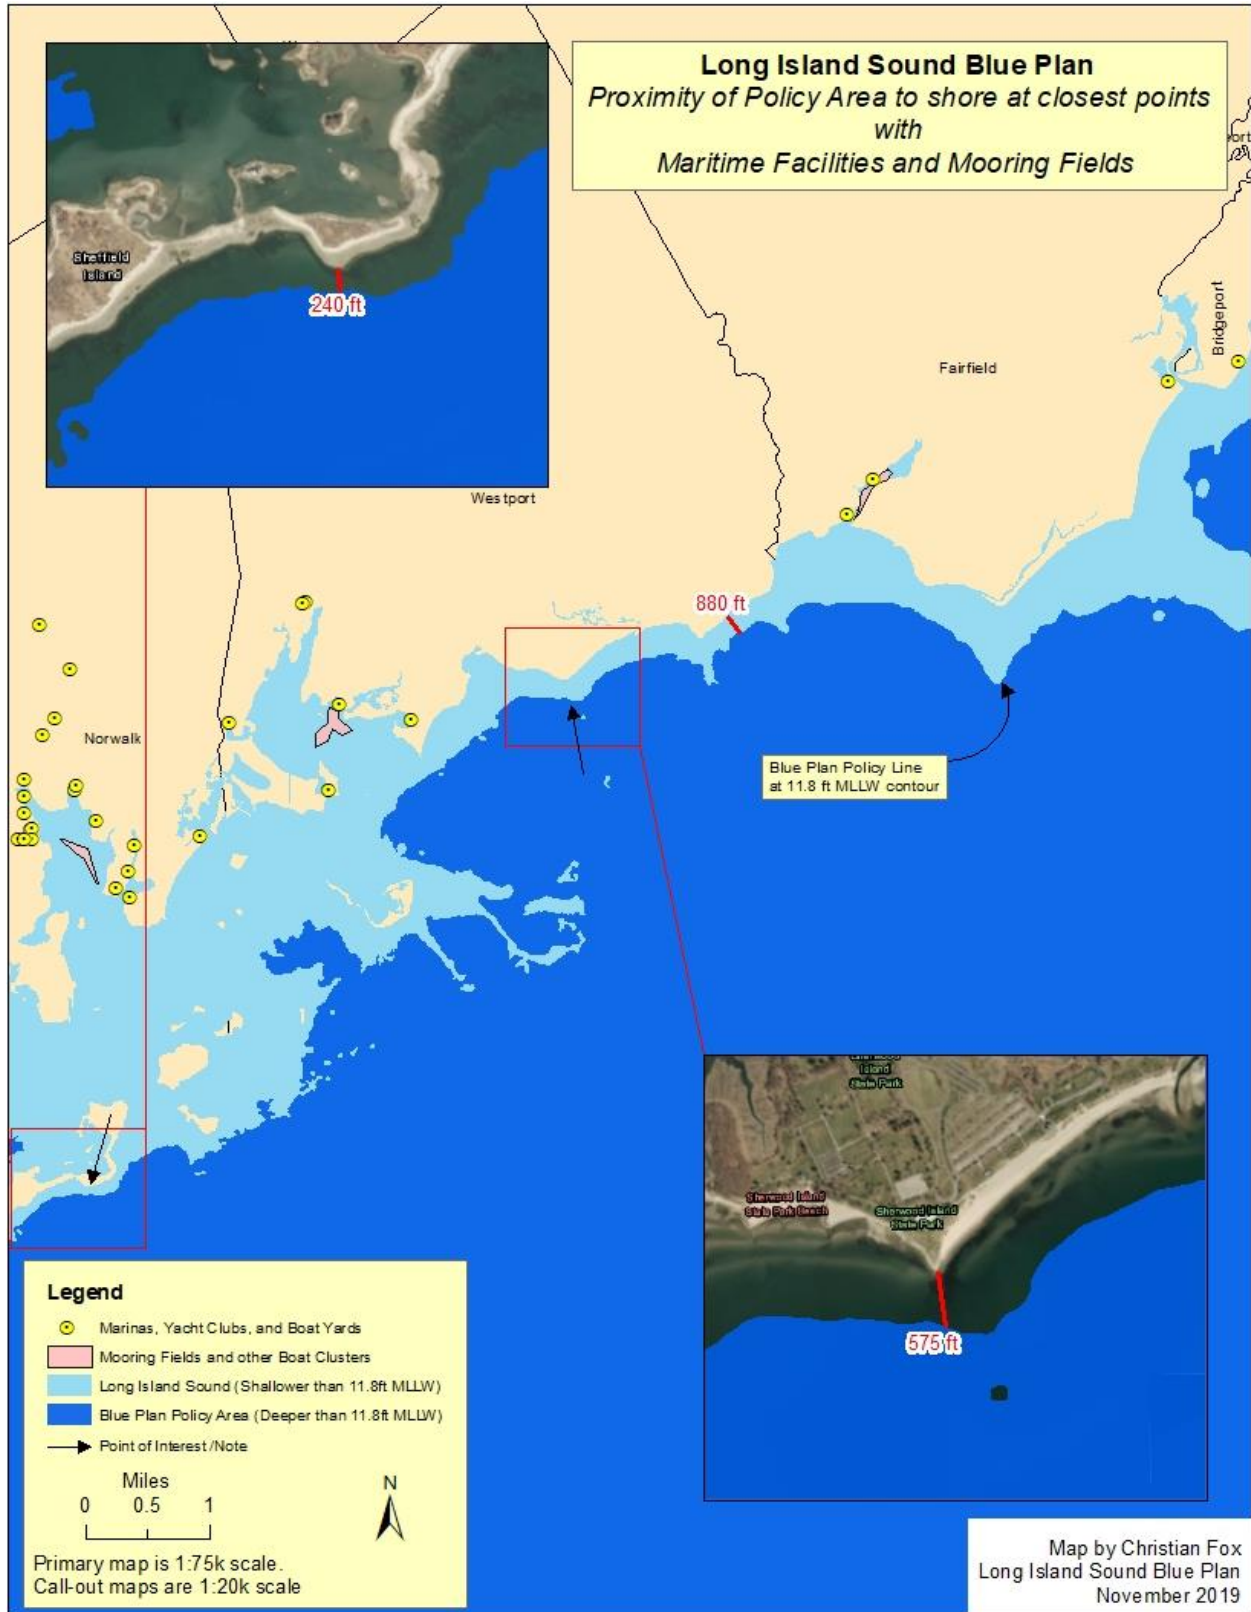 Long Island Sound Blue Plan
Proximity of Policy Area to shore at closest points
with
Maritime Facilities and Mooring Fields
Sheffield
Island
240 ft
Bridgeport
Fairfield
Westport
880 ft
Norwalk
Blue Plan Policy Line
at 11.8 ft MLLW contour
Island
State Park
Sherwood Island
State Park Beach
Sherwood Island
State Park
575 ft
Legend
Marinas, Yacht Clubs, and Boat Yards
Mooring Fields and other Boat Clusters
Long Island Sound (Shallower than 11.8ft MLLW)
Blue Plan Policy Area (Deeper than 11.8ft MLLW)
Point of Interest /Note
Miles
0 0.5 1
N
Primary map is 1:75k scale.
Call-out maps are 1:20k scale
Map by Christian Fox
Long Island Sound Blue Plan
November 2019